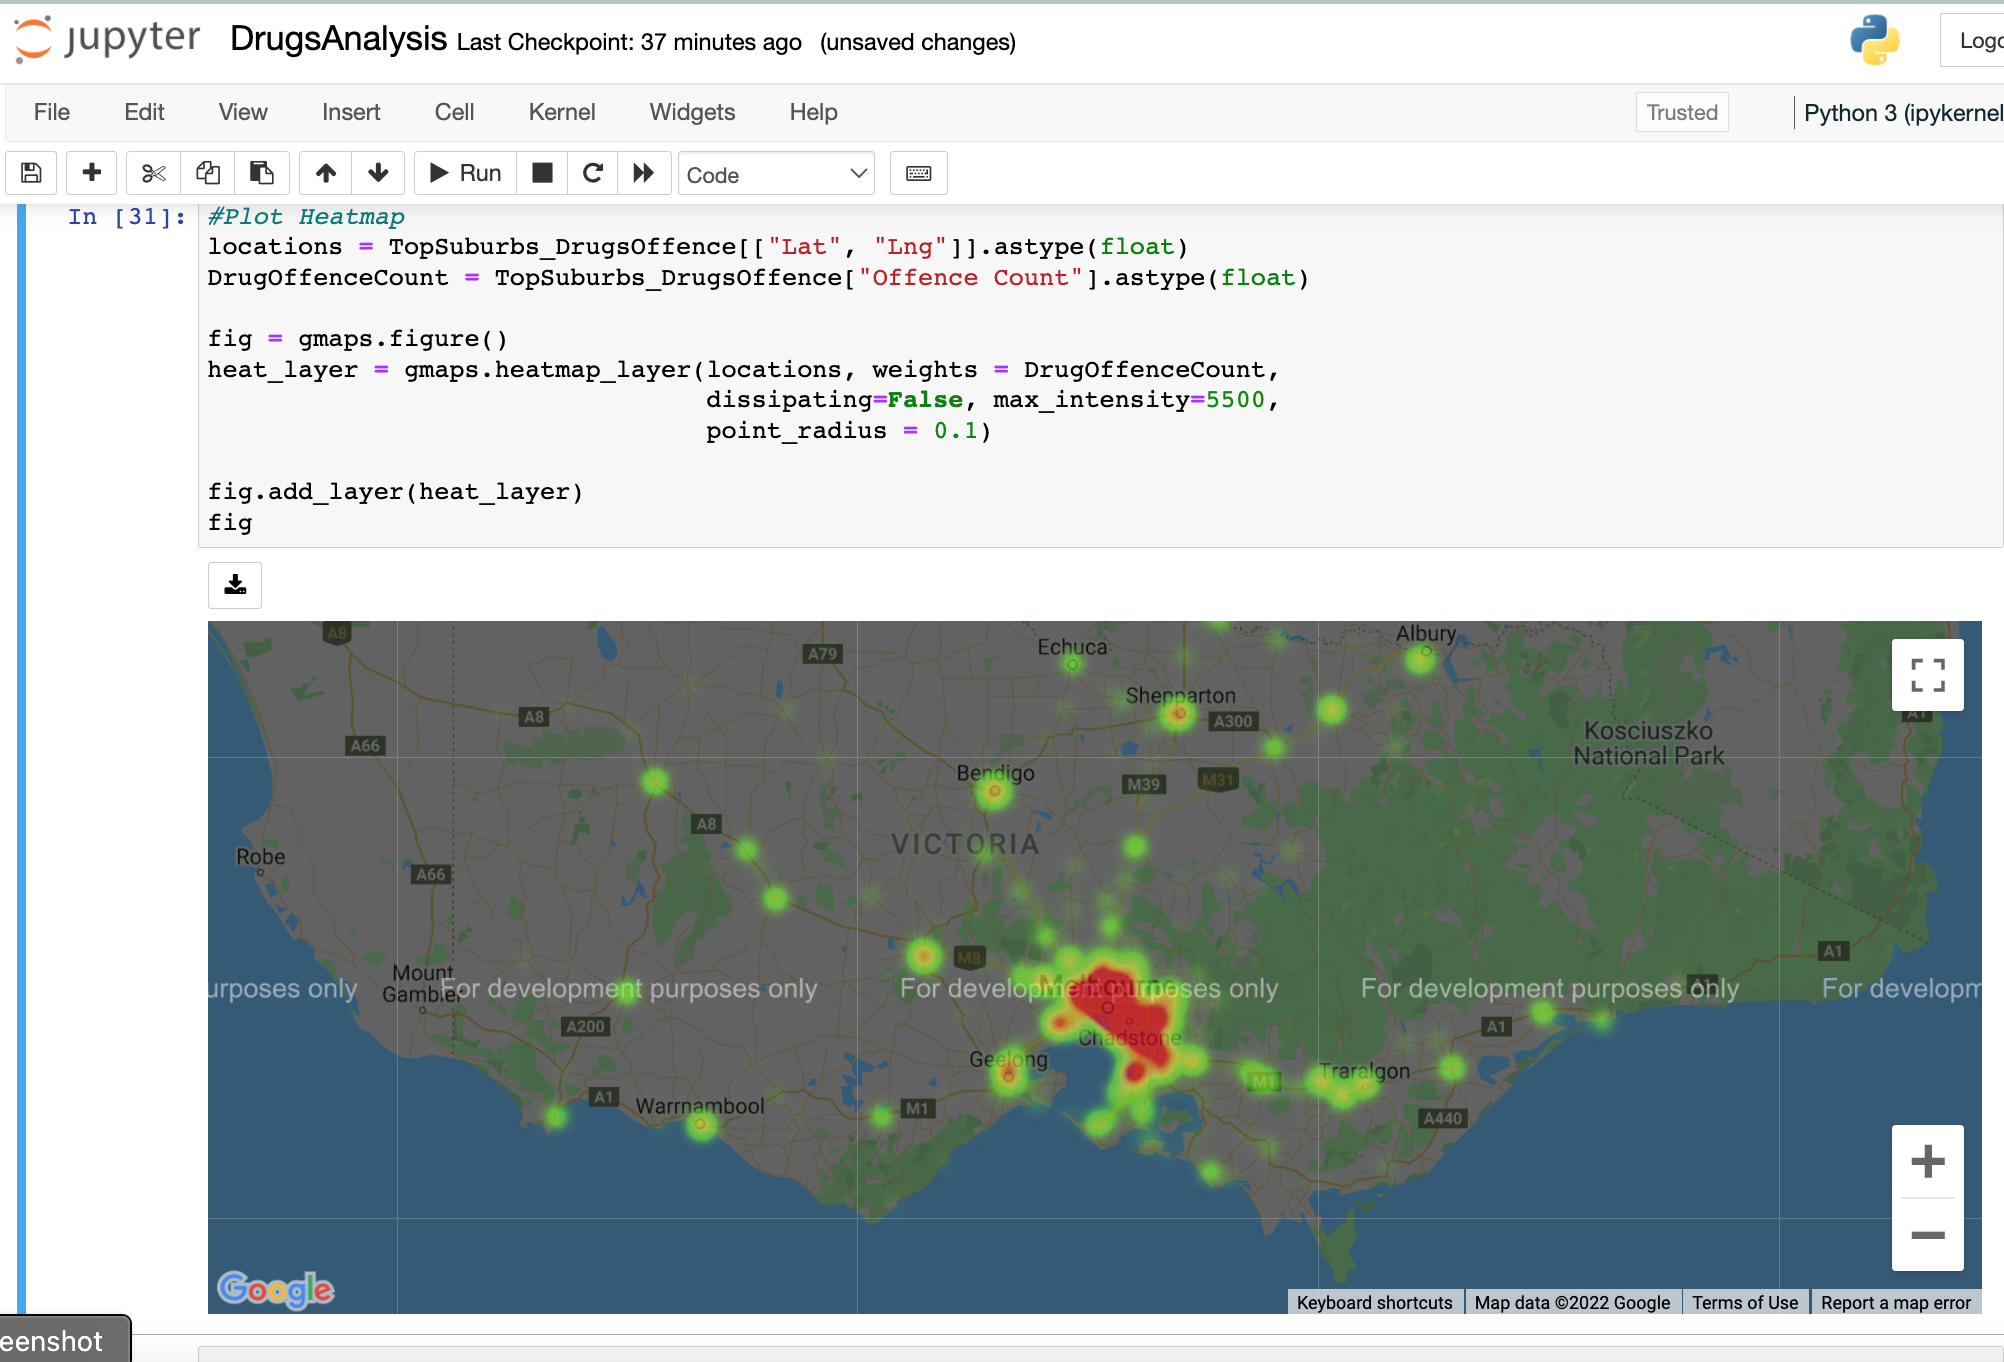 jupyter DrugsAnalysis Last Checkpoint: 37 minutes ago (unsaved changes)
Logo
File Edit View Insert Cell Kernel Widgets Help
Trusted
Python 3 (ipykernel
Run
Code
In [31]:
#Plot Heatmap
locations = TopSuburbs_DrugsOffence[["Lat", "Lng"]].astype(float)
DrugOffenceCount = TopSuburbs_DrugsOffence["Offence Count"].astype(float)
fig = gmaps.figure()
heat_layer = gmaps.heatmap_layer(locations, weights = DrugOffenceCount,
dissipating=False, max_intensity=5500,
point_radius = 0.1)
fig.add_layer(heat_layer)
fig
A8
A79
Echuca
Albury
Shepparton
A8
A300
A1
A66
Kosciuszko
National Park
Bendigo
M39
M31
A8
VICTORIA
Robe
A66
M8
A1
Mount
Gambier
urposes only
For development purposes only
For development purposes only
For development purposes only
For developm
Melbourne
A1
A200
A1
Chadstone
Geelong
Traralgon
M1
A1
Warrnambool
M1
A440
Google
Keyboard shortcuts
Map data ©2022 Google
Terms of Use
Report a map error
eenshot